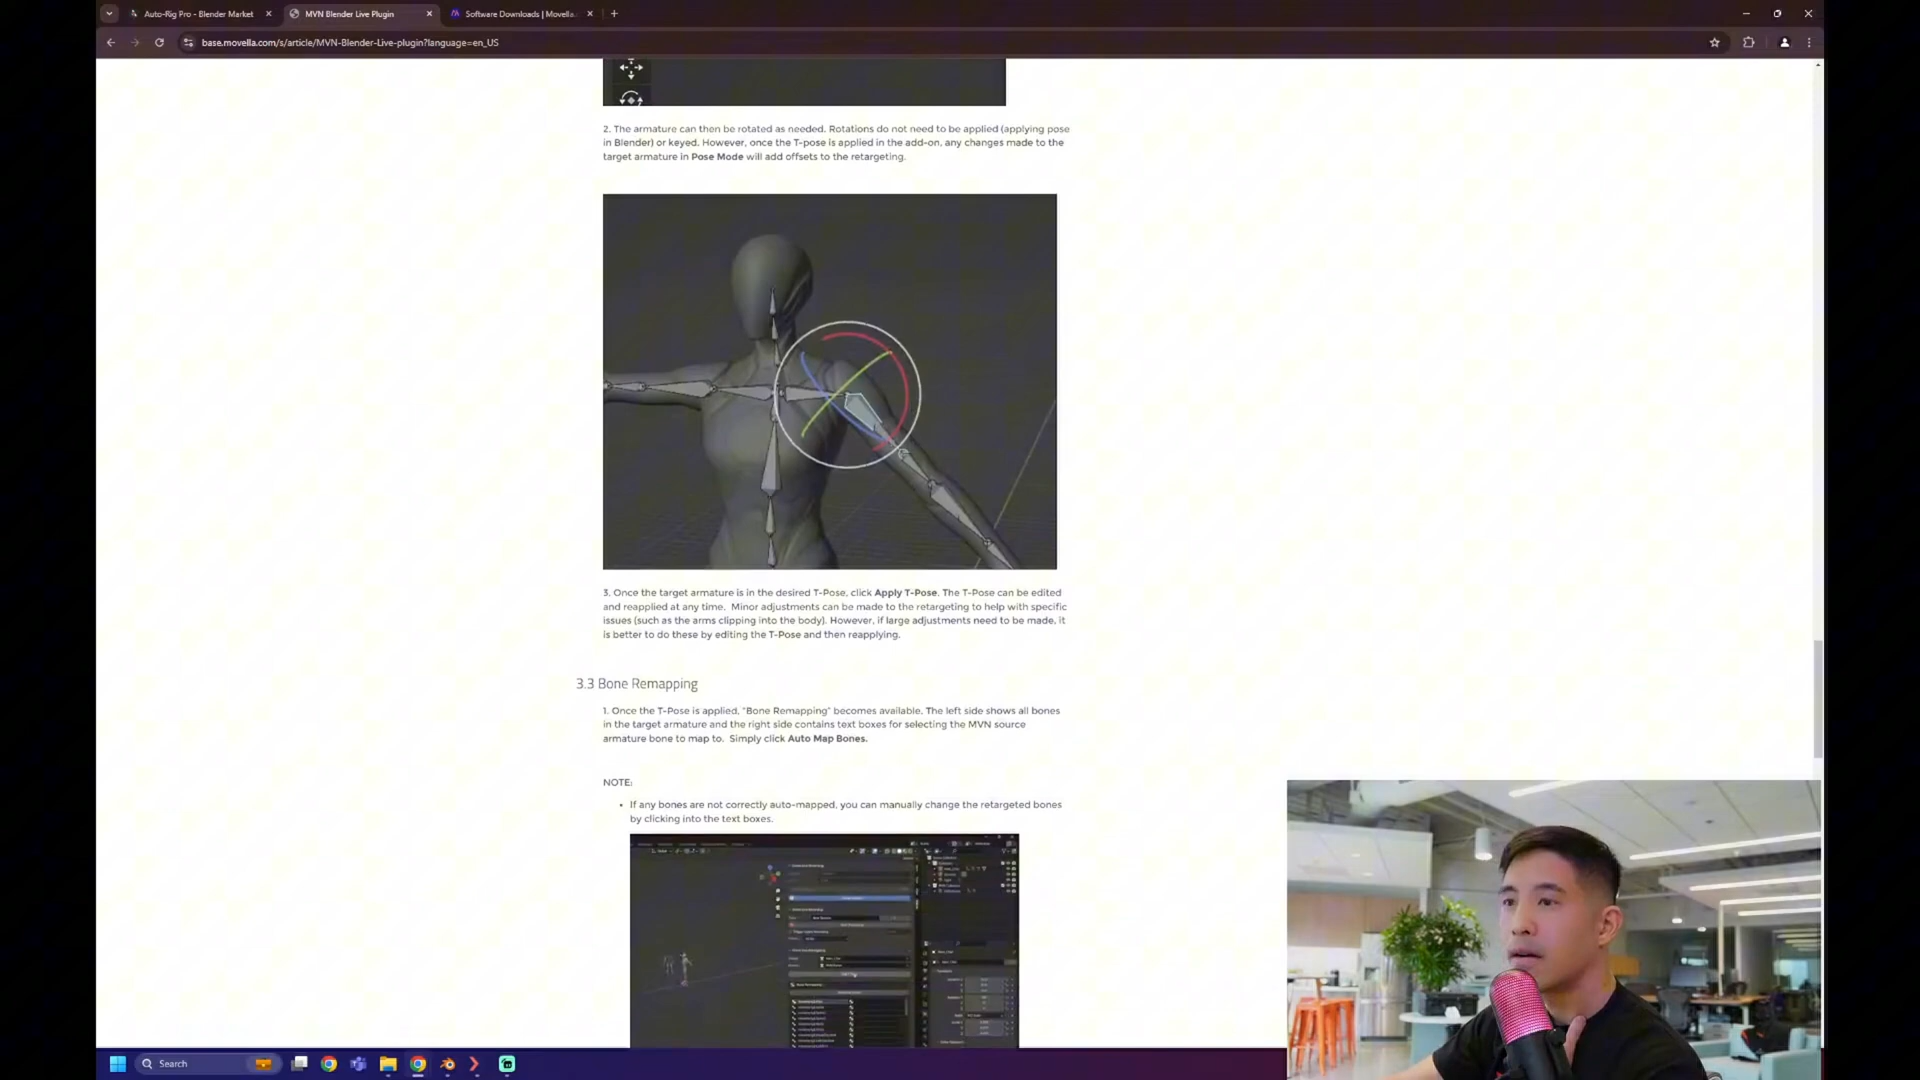 Auto-Rig Pro - Blender Market
MVN Blender Live Plugin
Software Downloads | Movella
base.movella.com/s/article/MVN-Blender-Live-plugin?language=en_US
2. The armature can then be rotated as needed. Rotations do not need to be applied (applying pose
in Blender) or keyed. However, once the T-pose is applied in the add-on, any changes made to the
target armature in Pose Mode will add offsets to the retargeting.
3. Once the target armature is in the desired T-Pose, click Apply T-Pose. The T-Pose can be edited
and reapplied at any time. Minor adjustments can be made to the retargeting to help with specific
issues (such as the arms clipping into the body). However, if large adjustments need to be made, it
is better to do these by editing the T-Pose and then reapplying.
3.3 Bone Remapping
1. Once the T-Pose is applied, "Bone Remapping" becomes available. The left side shows all bones
in the target armature and the right side contains text boxes for selecting the MVN source
armature bone to map to. Simply click Auto Map Bones.
NOTE:
• If any bones are not correctly auto-mapped, you can manually change the retargeted bones
by clicking into the text boxes.
Search